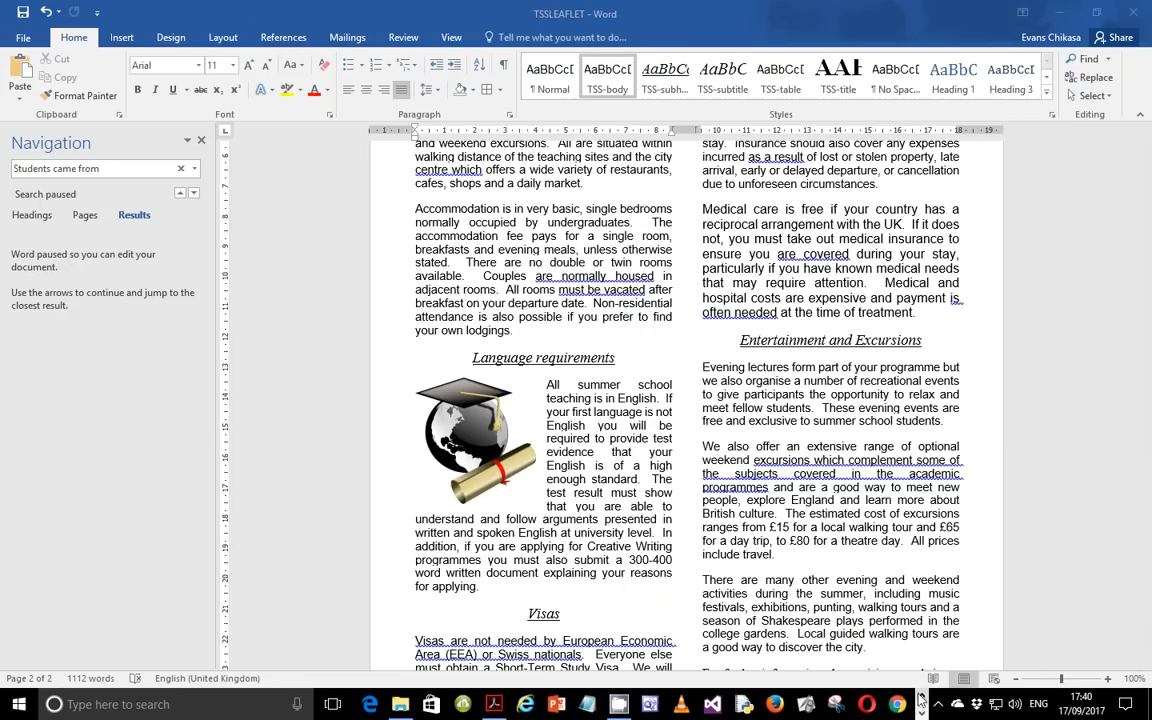 TSSLEAFLET - Word
File Home Insert Design Layout References Mailings Review View Tell me what you want to do... Evans Chikasa Share
Paste Cut Copy Format Painter
Arial 11 Aa
B I U abc X₂ X² A A
AaBbCcI AaBbCcI AaBbCc AaBbC AaBbCcI AAI AaBbCcI AaBbC AaBbC
¶ Normal TSS-body TSS-subh... TSS-subtitle TSS-table TSS-title ¶ No Spac... Heading 1 Heading 3
Find Replace Select
Clipboard Font Paragraph Styles Editing
Navigation
Students came from
Search paused
Headings Pages Results
Word paused so you can edit your
document.
Use the arrows to continue and jump to the
closest result.
and weekend excursions. All are situated within
walking distance of the teaching sites and the city
centre which offers a wide variety of restaurants,
cafes, shops and a daily market.
Accommodation is in very basic, single bedrooms
normally occupied by undergraduates. The
accommodation fee pays for a single room,
breakfasts and evening meals, unless otherwise
stated. There are no double or twin rooms
available. Couples are normally housed in
adjacent rooms. All rooms must be vacated after
breakfast on your departure date. Non-residential
attendance is also possible if you prefer to find
your own lodgings.
Language requirements
All summer school
teaching is in English. If
your first language is not
English you will be
required to provide test
evidence that your
English is of a high
enough standard. The
test result must show
that you are able to
understand and follow arguments presented in
written and spoken English at university level. In
addition, if you are applying for Creative Writing
programmes you must also submit a 300-400
word written document explaining your reasons
for applying.
Visas
Visas are not needed by European Economic
Area (EEA) or Swiss nationals. Everyone else
must obtain a Short-Term Study Visa. We will
stay. Insurance should also cover any expenses
incurred as a result of lost or stolen property, late
arrival, early or delayed departure, or cancellation
due to unforeseen circumstances.
Medical care is free if your country has a
reciprocal arrangement with the UK. If it does
not, you must take out medical insurance to
ensure you are covered during your stay,
particularly if you have known medical needs
that may require attention. Medical and
hospital costs are expensive and payment is
often needed at the time of treatment.
Entertainment and Excursions
Evening lectures form part of your programme but
we also organise a number of recreational events
to give participants the opportunity to relax and
meet fellow students. These evening events are
free and exclusive to summer school students.
We also offer an extensive range of optional
weekend excursions which complement some of
the subjects covered in the academic
programmes and are a good way to meet new
people, explore England and learn more about
British culture. The estimated cost of excursions
ranges from £15 for a local walking tour and £65
for a day trip, to £80 for a theatre day. All prices
include travel.
There are many other evening and weekend
activities during the summer, including music
festivals, exhibitions, punting, walking tours and a
season of Shakespeare plays performed in the
college gardens. Local guided walking tours are
a good way to discover the city.
Page 2 of 2 1112 words English (United Kingdom) 100%
Type here to search ENG 17:40
17/09/2017